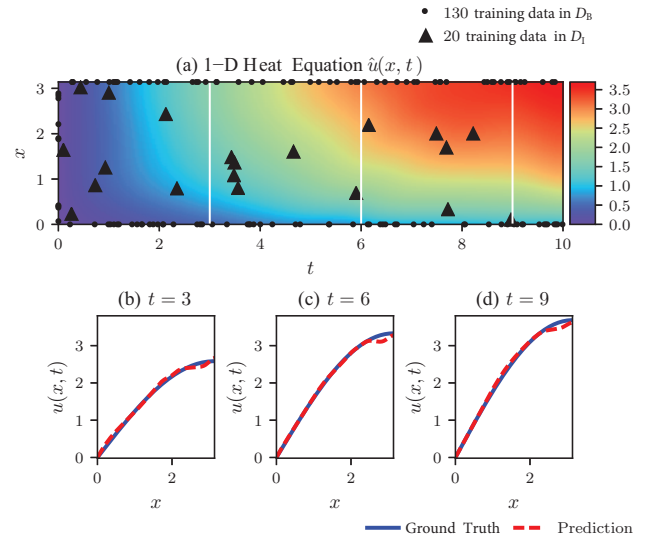 130 training data in D_B
20 training data in D_I
(a) 1-D Heat Equation û(x, t)
3
2
1
0
x
0 2 4 6 8 10
t
3.5
3.0
2.5
2.0
1.5
1.0
0.5
0.0
(b) t = 3 (c) t = 6 (d) t = 9
3
2
1
0
u(x, t)
0 2
x
3
2
1
0
u(x, t)
0 2
x
3
2
1
0
u(x, t)
0 2
x
Ground Truth Prediction